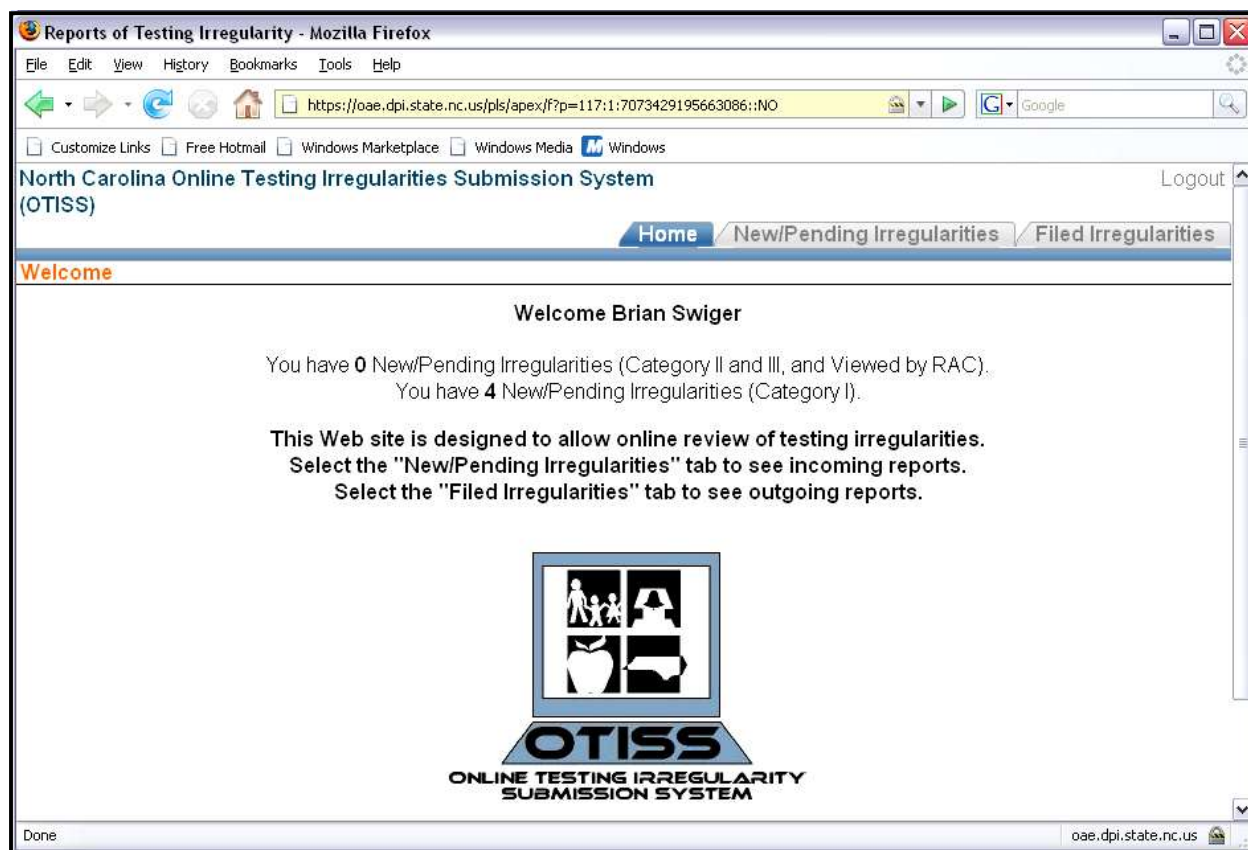 Reports of Testing Irregularity - Mozilla Firefox
File Edit View History Bookmarks Tools Help
https://oae.dpi.state.nc.us/pls/apex/f?p=117:1:7073429195663086::NO
G Google
Customize Links Free Hotmail Windows Marketplace Windows Media Windows
North Carolina Online Testing Irregularities Submission System
(OTISS)
Logout
Home New/Pending Irregularities Filed Irregularities
Welcome
Welcome Brian Swiger
You have 0 New/Pending Irregularities (Category II and III, and Viewed by RAC).
You have 4 New/Pending Irregularities (Category I).
This Web site is designed to allow online review of testing irregularities.
Select the "New/Pending Irregularities" tab to see incoming reports.
Select the "Filed Irregularities" tab to see outgoing reports.
OTISS
ONLINE TESTING IRREGULARITY
SUBMISSION SYSTEM
Done
oae.dpi.state.nc.us